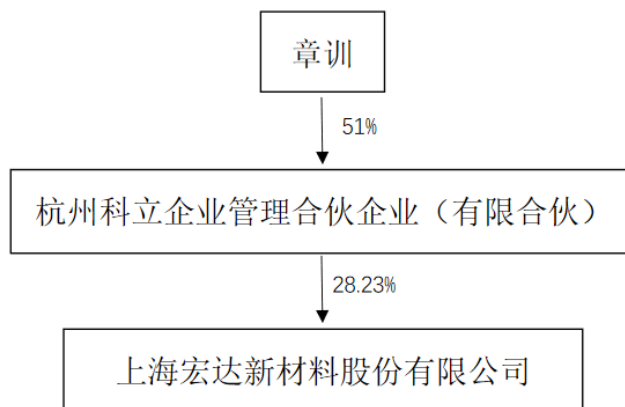 章训
51%
杭州科立企业管理合伙企业（有限合伙）
28.23%
上海宏达新材料股份有限公司